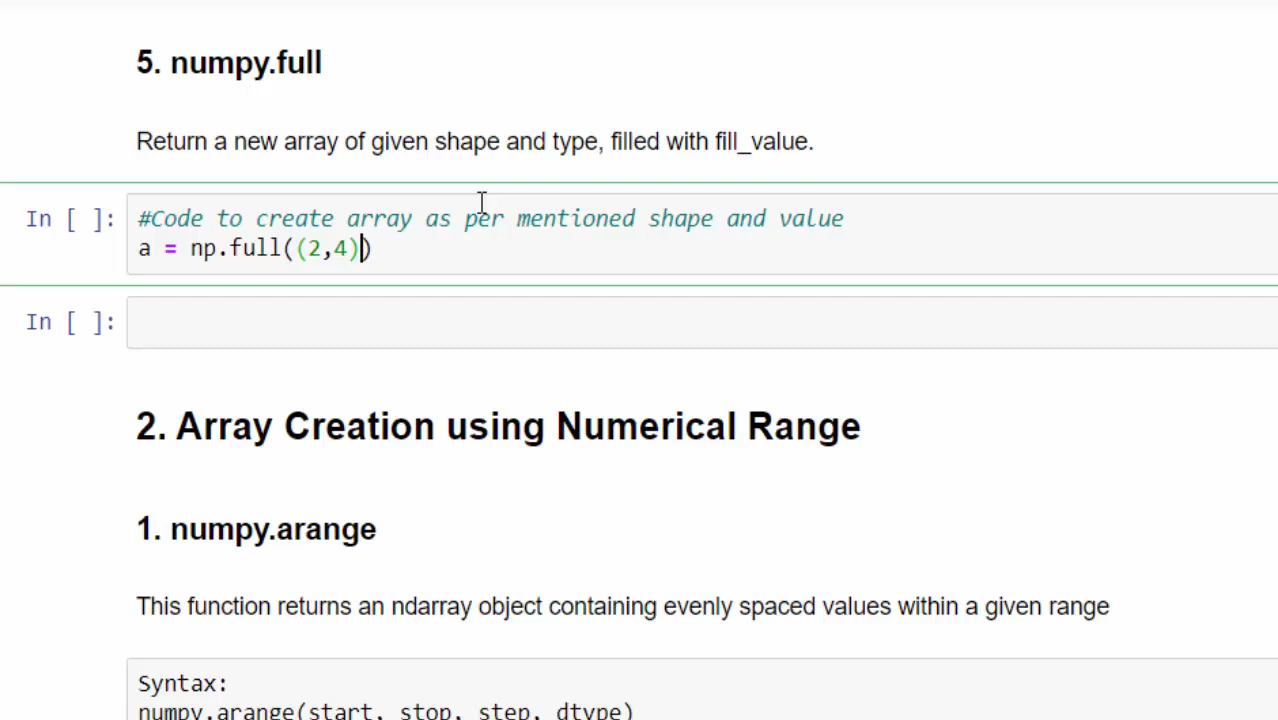 5. numpy.full
Return a new array of given shape and type, filled with fill_value.
In [ ]:
#Code to create array as per mentioned shape and value
a = np.full((2,4))
In [ ]:
2. Array Creation using Numerical Range
1. numpy.arange
This function returns an ndarray object containing evenly spaced values within a given range
Syntax:
numpy.arange(start, stop, step, dtype)